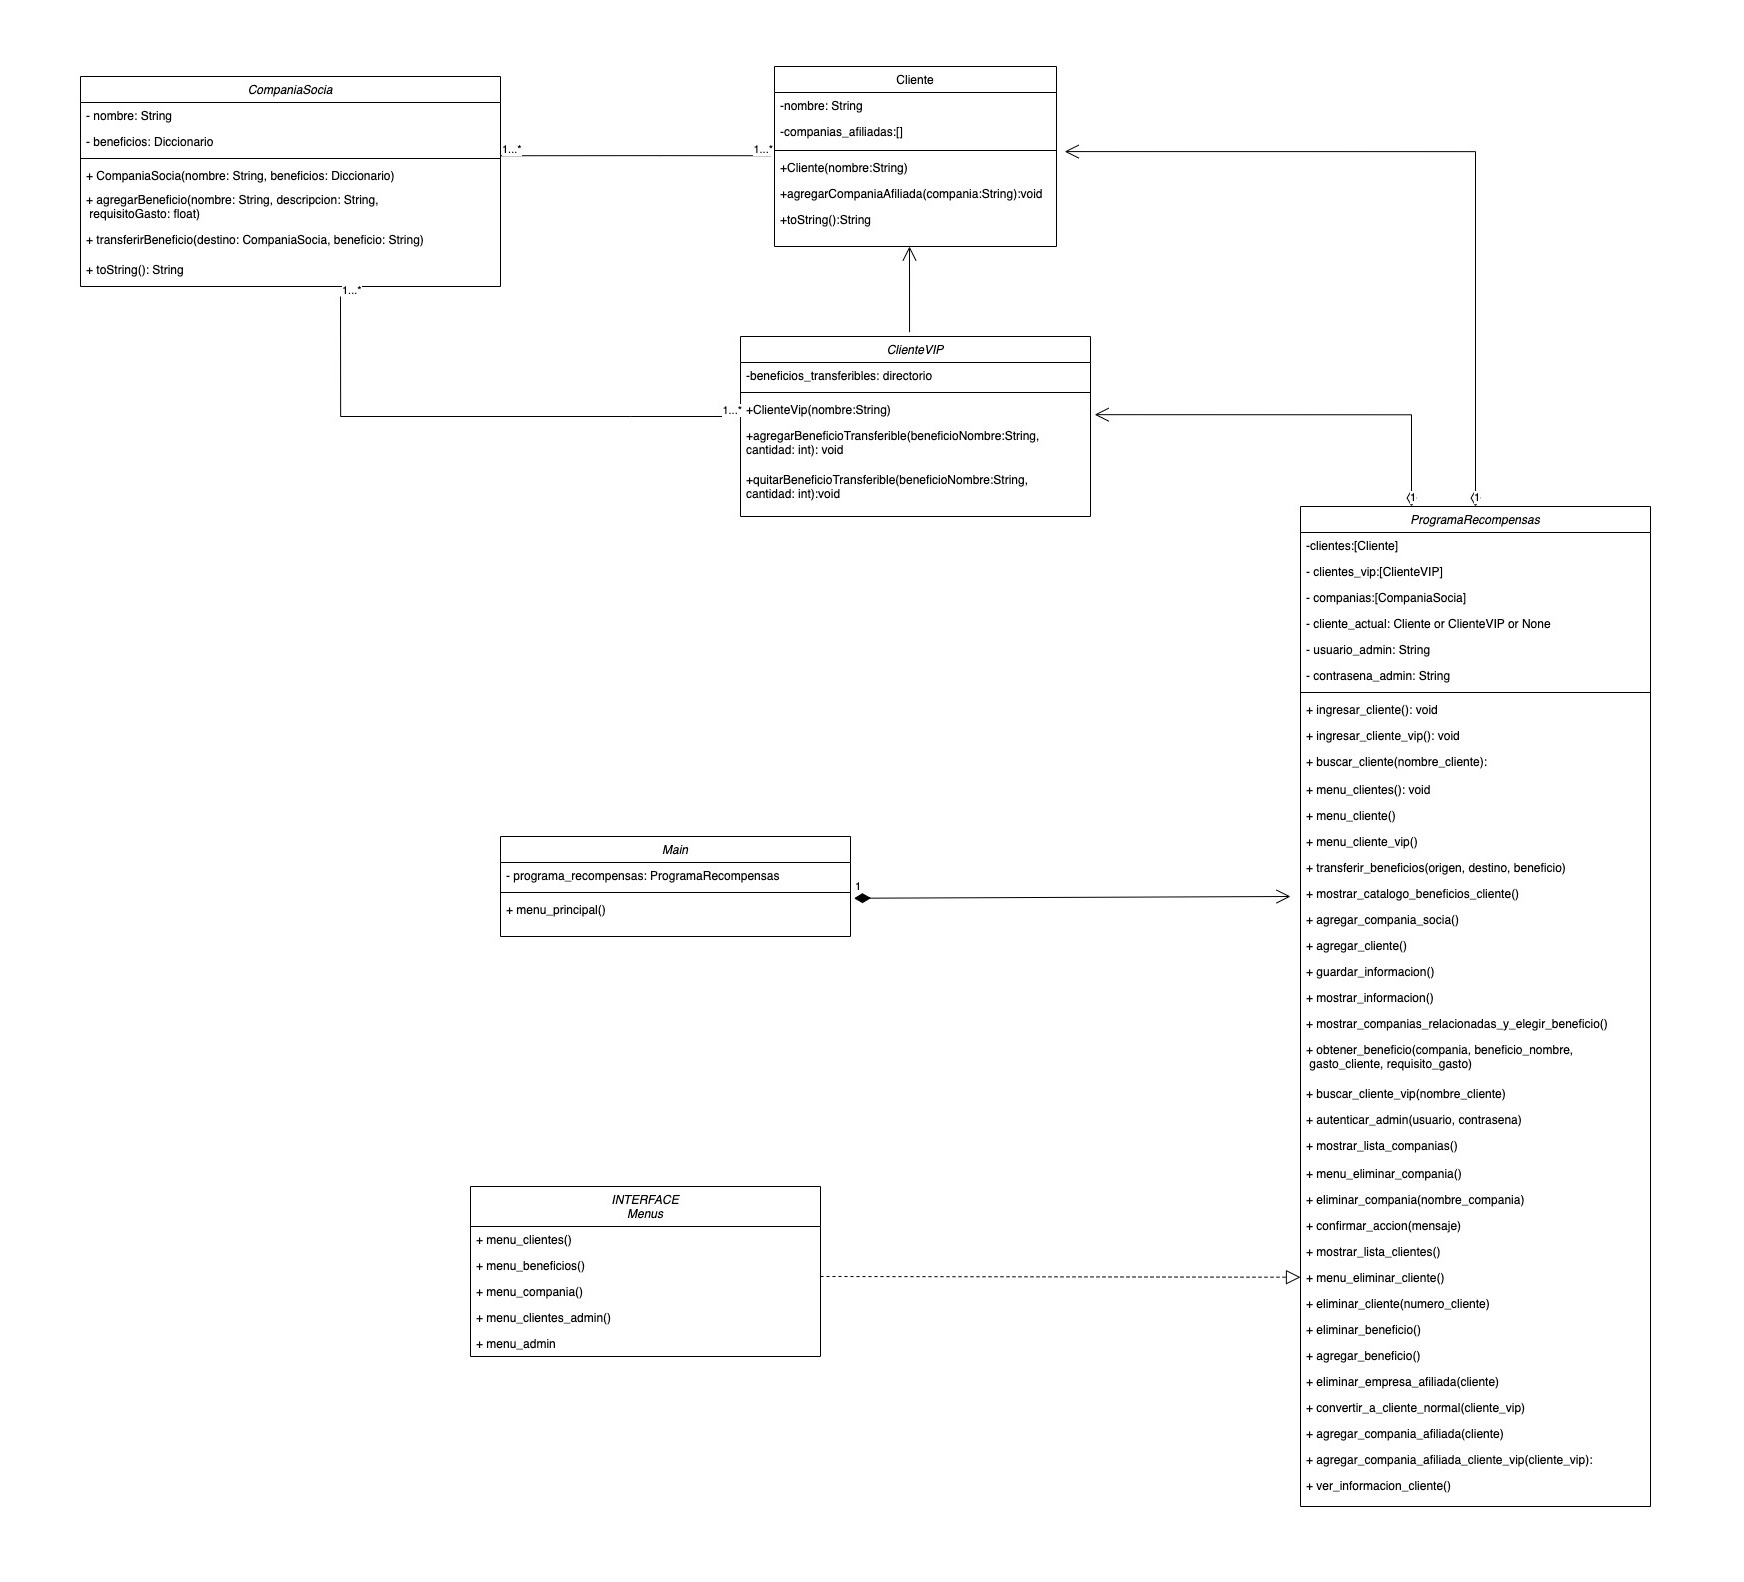 CompaniaSocia
- nombre: String
- beneficios: Diccionario
+ CompaniaSocia(nombre: String, beneficios: Diccionario)
+ agregarBeneficio(nombre: String, descripcion: String,
requisitoGasto: float)
+ transferirBeneficio(destino: CompaniaSocia, beneficio: String)
+ toString(): String
1...*
1...*
Cliente
-nombre: String
-companias_afiliadas:[]
+Cliente(nombre:String)
+agregarCompaniaAfiliada(compania:String):void
+toString():String
1...*
1...*
ClienteVIP
-beneficios_transferibles: directorio
+ClienteVip(nombre:String)
+agregarBeneficioTransferible(beneficioNombre:String,
cantidad: int): void
+quitarBeneficioTransferible(beneficioNombre:String,
cantidad: int):void
1
1
ProgramaRecompensas
-clientes:[Cliente]
- clientes_vip:[ClienteVIP]
- companias:[CompaniaSocia]
- cliente_actual: Cliente or ClienteVIP or None
- usuario_admin: String
- contrasena_admin: String
+ ingresar_cliente(): void
+ ingresar_cliente_vip(): void
+ buscar_cliente(nombre_cliente):
+ menu_clientes(): void
+ menu_cliente()
+ menu_cliente_vip()
+ transferir_beneficios(origen, destino, beneficio)
+ mostrar_catalogo_beneficios_cliente()
+ agregar_compania_socia()
+ agregar_cliente()
+ guardar_informacion()
+ mostrar_informacion()
+ mostrar_companias_relacionadas_y_elegir_beneficio()
+ obtener_beneficio(compania, beneficio_nombre,
gasto_cliente, requisito_gasto)
+ buscar_cliente_vip(nombre_cliente)
+ autenticar_admin(usuario, contrasena)
+ mostrar_lista_companias()
+ menu_eliminar_compania()
+ eliminar_compania(nombre_compania)
+ confirmar_accion(mensaje)
+ mostrar_lista_clientes()
+ menu_eliminar_cliente()
+ eliminar_cliente(numero_cliente)
+ eliminar_beneficio()
+ agregar_beneficio()
+ eliminar_empresa_afiliada(cliente)
+ convertir_a_cliente_normal(cliente_vip)
+ agregar_compania_afiliada(cliente)
+ agregar_compania_afiliada_cliente_vip(cliente_vip):
+ ver_informacion_cliente()
Main
- programa_recompensas: ProgramaRecompensas
+ menu_principal()
1
INTERFACE
Menus
+ menu_clientes()
+ menu_beneficios()
+ menu_compania()
+ menu_clientes_admin()
+ menu_admin